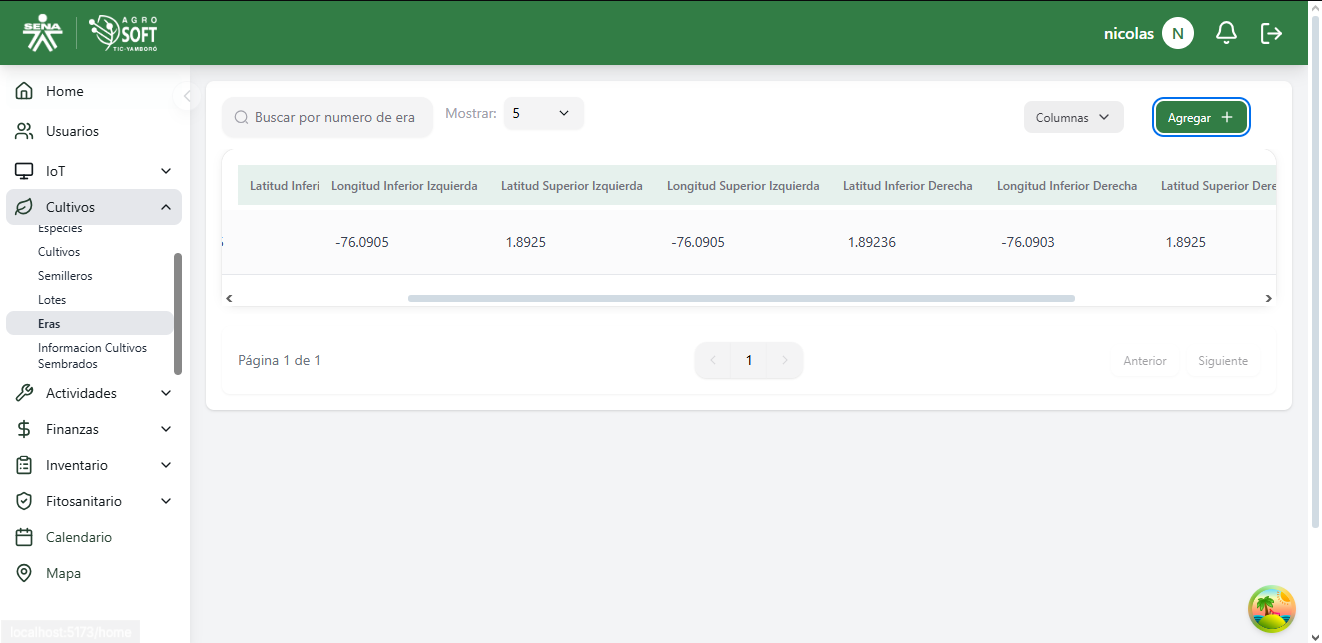 SENA
AGRO
SOFT
TIC-YAMBORÓ
nicolas
N
Home
Usuarios
IoT
Cultivos
Especies
Cultivos
Semilleros
Lotes
Eras
Informacion Cultivos
Sembrados
Actividades
Finanzas
Inventario
Fitosanitario
Calendario
Mapa
localhost:5173/home
Buscar por numero de era
Mostrar:
5
Columnas
Agregar +
Latitud Inferi Longitud Inferior Izquierda Latitud Superior Izquierda Longitud Superior Izquierda Latitud Inferior Derecha Longitud Inferior Derecha Latitud Superior Dere
-76.0905 1.8925 -76.0905 1.89236 -76.0903 1.8925
Página 1 de 1
1
Anterior
Siguiente